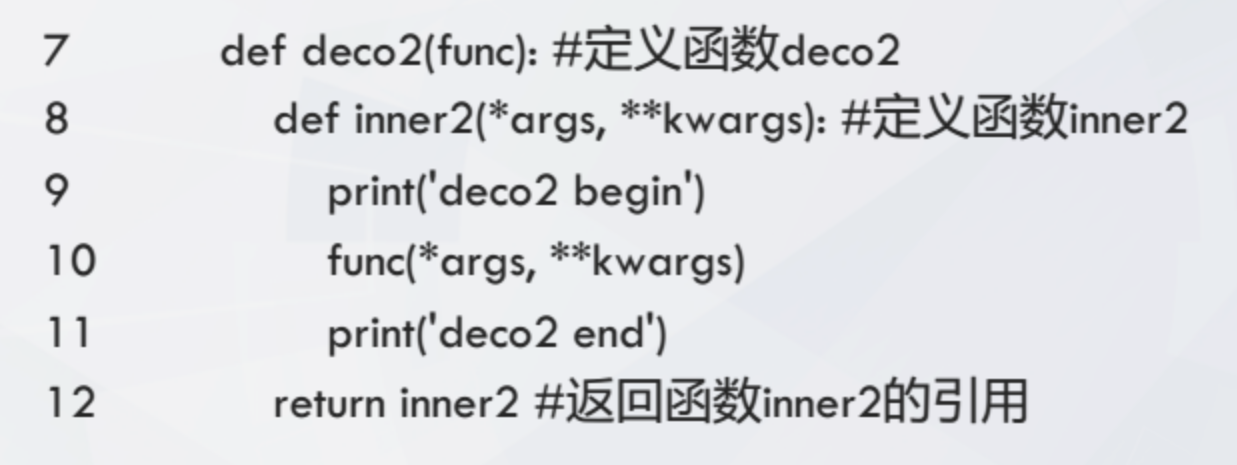 7 def deco2(func): #定义函数deco2
8 def inner2(*args, **kwargs): #定义函数inner2
9 print('deco2 begin')
10 func(*args, **kwargs)
11 print('deco2 end')
12 return inner2 #返回函数inner2的引用